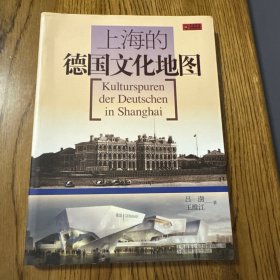 上海的
德国文化地图
Kulturspuren
der Deutschen
in Shanghai
吕澍
王维江 著